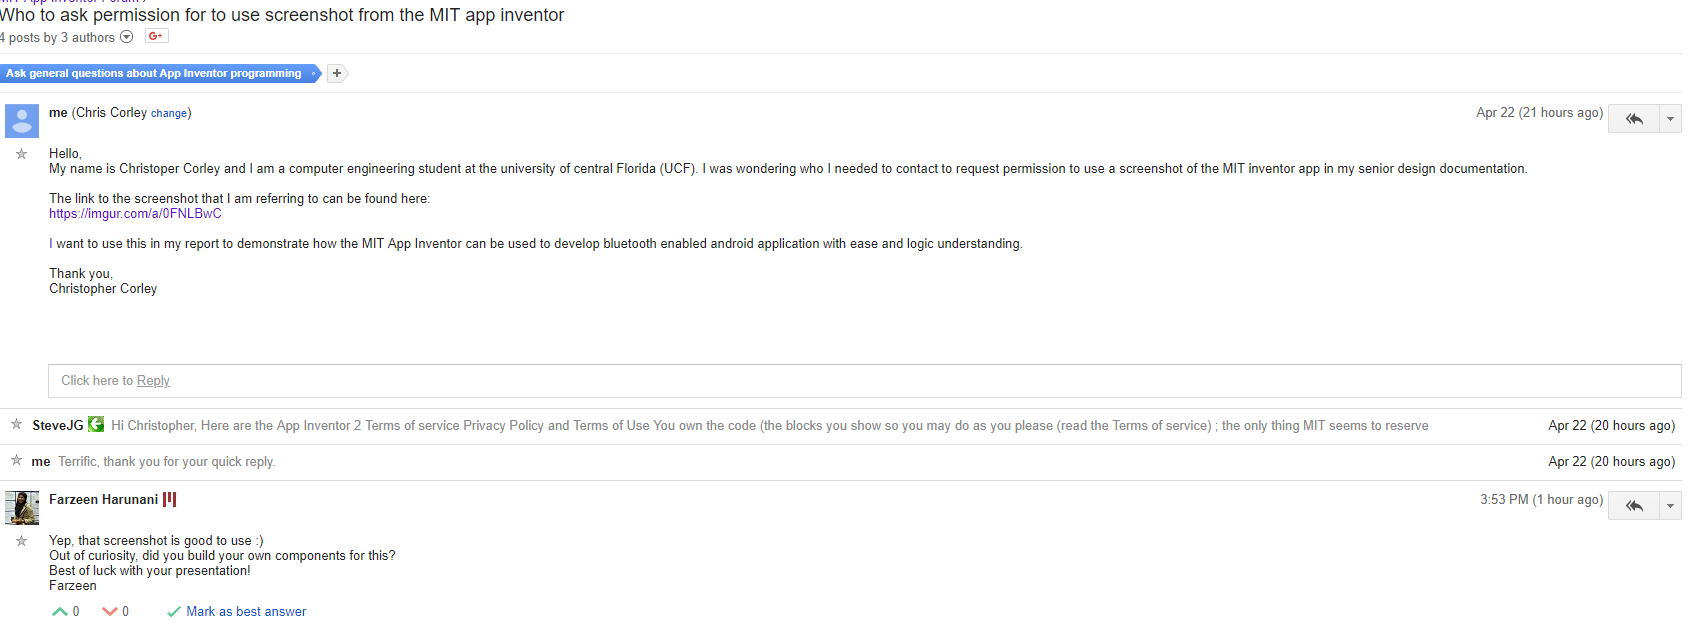 MIT App Inventor Forum ›
Who to ask permission for to use screenshot from the MIT app inventor
4 posts by 3 authors
G+
Ask general questions about App Inventor programming
+
me (Chris Corley change)
Apr 22 (21 hours ago)
Hello,
My name is Christoper Corley and I am a computer engineering student at the university of central Florida (UCF). I was wondering who I needed to contact to request permission to use a screenshot of the MIT inventor app in my senior design documentation.
The link to the screenshot that I am referring to can be found here:
https://imgur.com/a/0FNLBwC
I want to use this in my report to demonstrate how the MIT App Inventor can be used to develop bluetooth enabled android application with ease and logic understanding.
Thank you,
Christopher Corley
Click here to Reply
SteveJG Hi Christopher, Here are the App Inventor 2 Terms of service Privacy Policy and Terms of Use You own the code (the blocks you show so you may do as you please (read the Terms of service) ; the only thing MIT seems to reserve
Apr 22 (20 hours ago)
me Terrific, thank you for your quick reply.
Apr 22 (20 hours ago)
Farzeen Harunani
3:53 PM (1 hour ago)
Yep, that screenshot is good to use :)
Out of curiosity, did you build your own components for this?
Best of luck with your presentation!
Farzeen
0 0 Mark as best answer